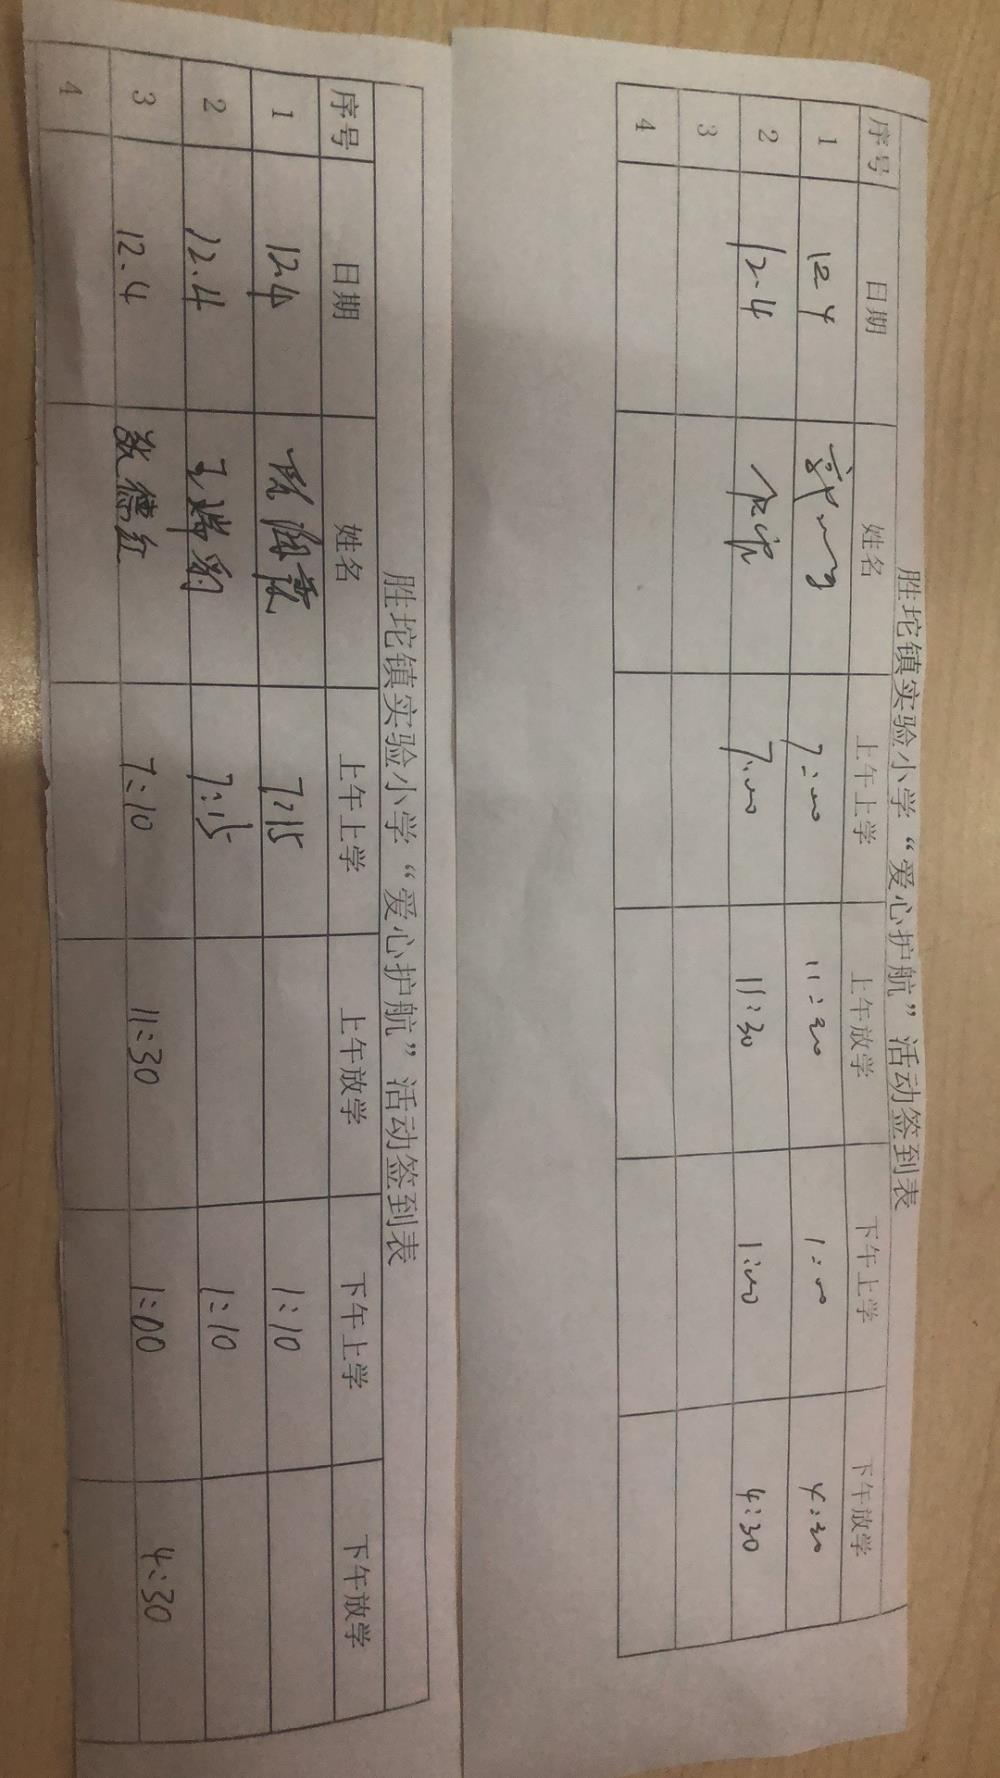 胜坨镇实验小学“爱心护航”活动签到表
序号 日期 姓名 上午上学 上午放学 下午上学 下午放学
1 12.4 7:00 11:30 1:00 4:30
2 12.4 7:00 11:30 1:00 4:30
3
4
胜坨镇实验小学“爱心护航”活动签到表
序号 日期 姓名 上午上学 上午放学 下午上学 下午放学
1 12.4 7:15 1:10
2 12.4 7:15 1:10
3 12.4 7:10 11:30 1:00 4:30
4